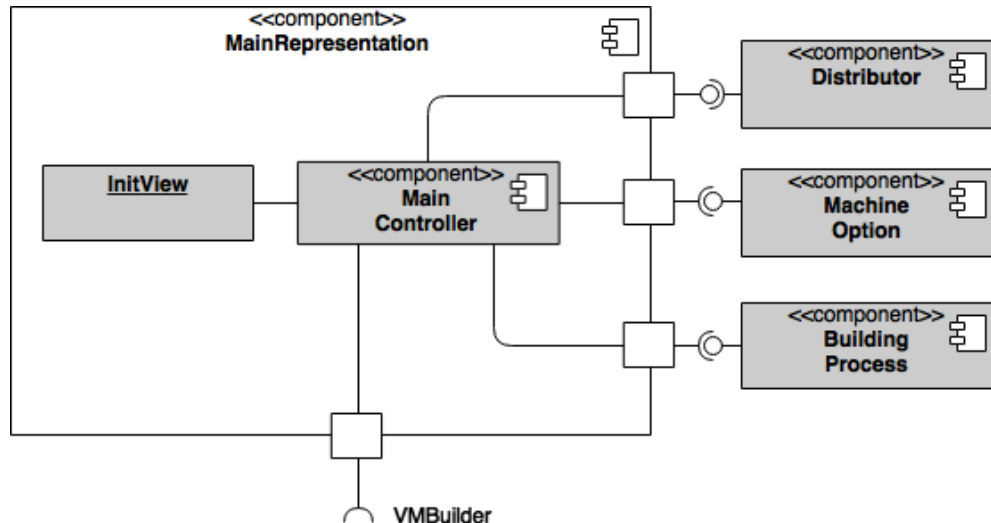 <<component>>
MainRepresentation
<<component>>
Distributor
InitView
<<component>>
Main
Controller
<<component>>
Machine
Option
<<component>>
Building
Process
VMBuilder